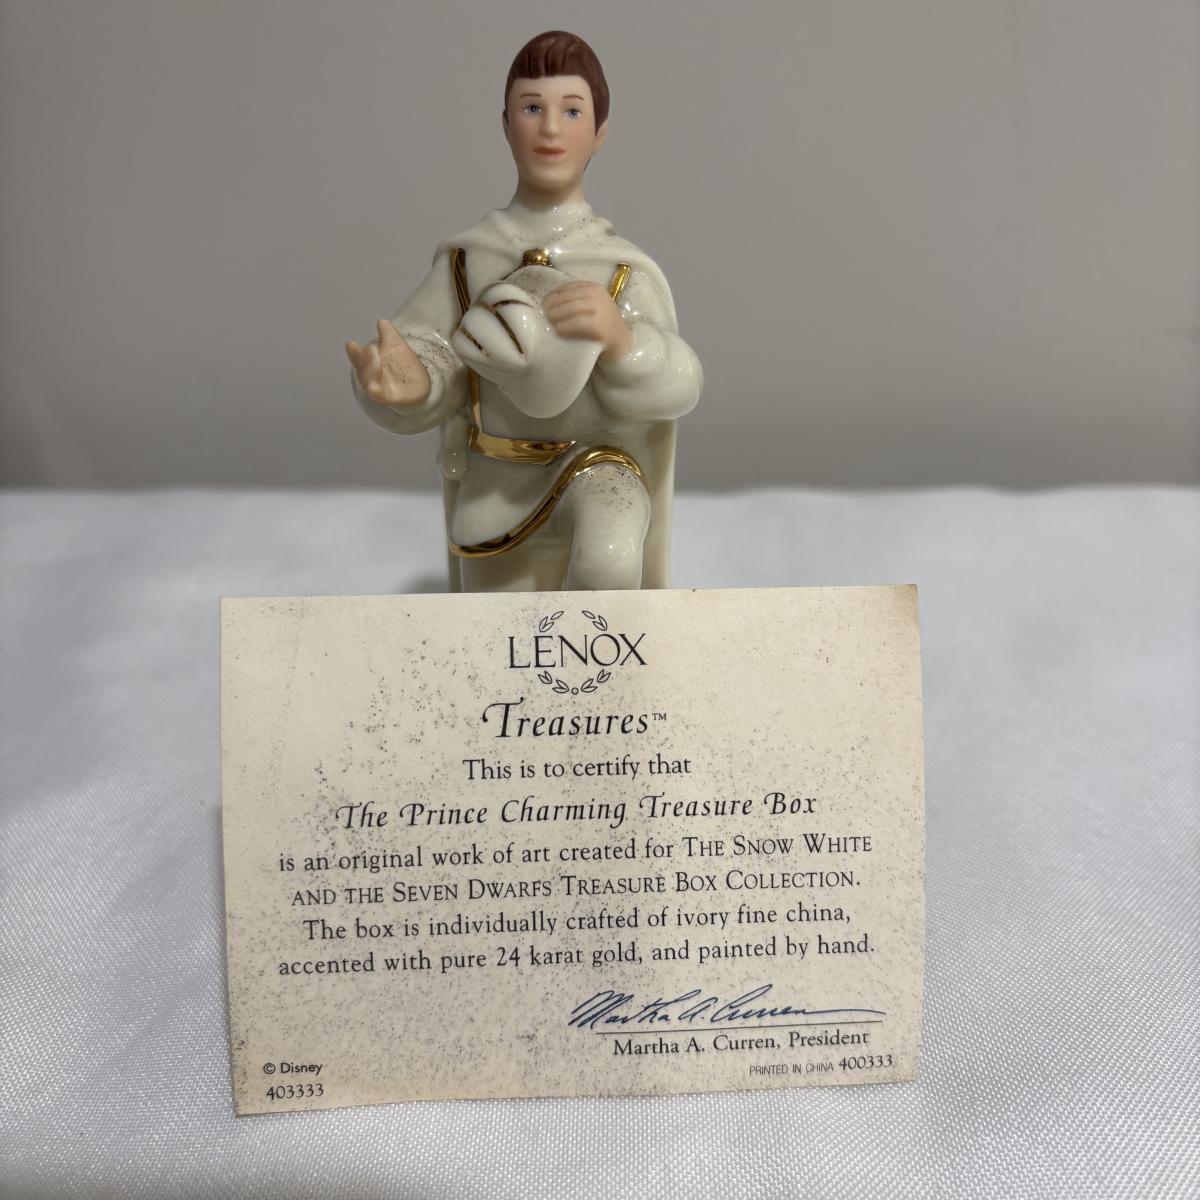 LENOX
Treasures™
This is to certify that
The Prince Charming Treasure Box
is an original work of art created for THE SNOW WHITE
AND THE SEVEN DWARFS TREASURE BOX COLLECTION.
The box is individually crafted of ivory fine china,
accented with pure 24 karat gold, and painted by hand.
Martha A. Curren
Martha A. Curren, President
© Disney
403333
PRINTED IN CHINA 400333